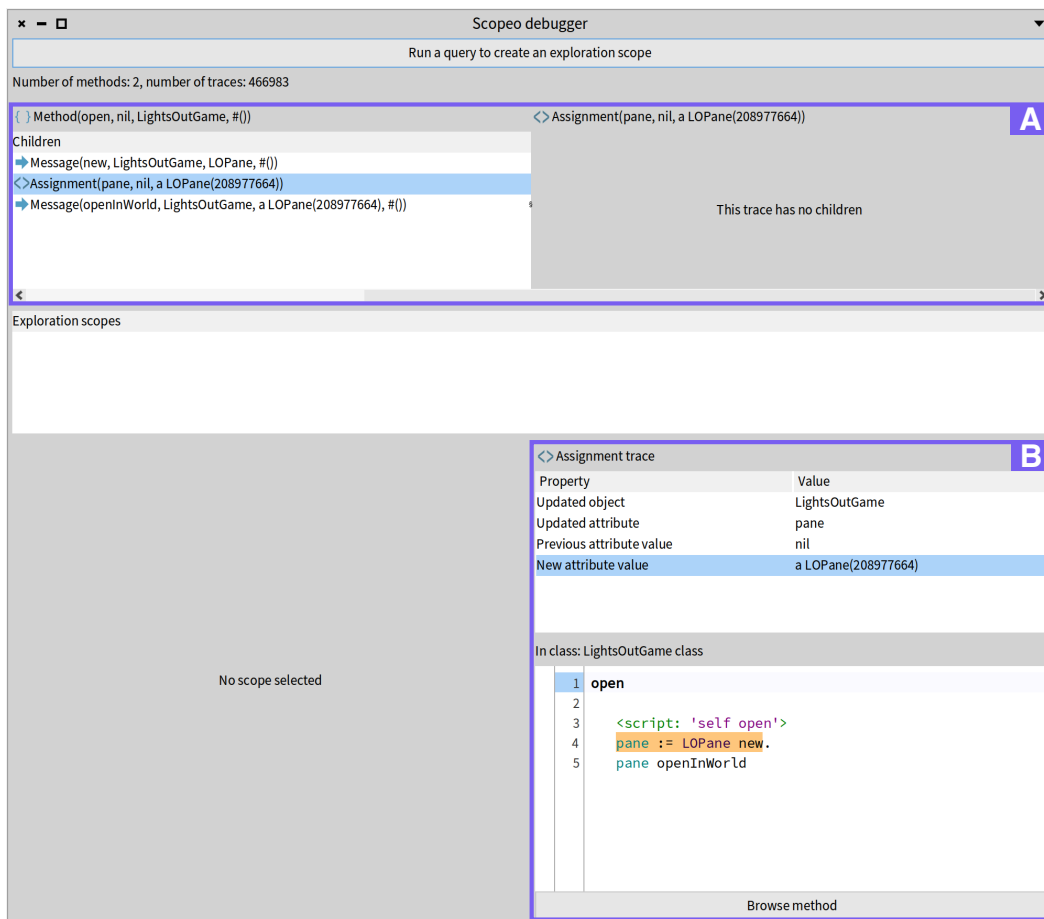 Scopeo debugger
Run a query to create an exploration scope
Number of methods: 2, number of traces: 466983
{ } Method(open, nil, LightsOutGame, #())
<> Assignment(pane, nil, a LOPane(208977664))
A
Children
Message(new, LightsOutGame, LOPane, #())
<> Assignment(pane, nil, a LOPane(208977664))
Message(openInWorld, LightsOutGame, a LOPane(208977664), #())
This trace has no children
Exploration scopes
No scope selected
<> Assignment trace
B
Property Value
Updated object LightsOutGame
Updated attribute pane
Previous attribute value nil
New attribute value a LOPane(208977664)
In class: LightsOutGame class
1 open
2
3 <script: 'self open'>
4 pane := LOPane new.
5 pane openInWorld
Browse method